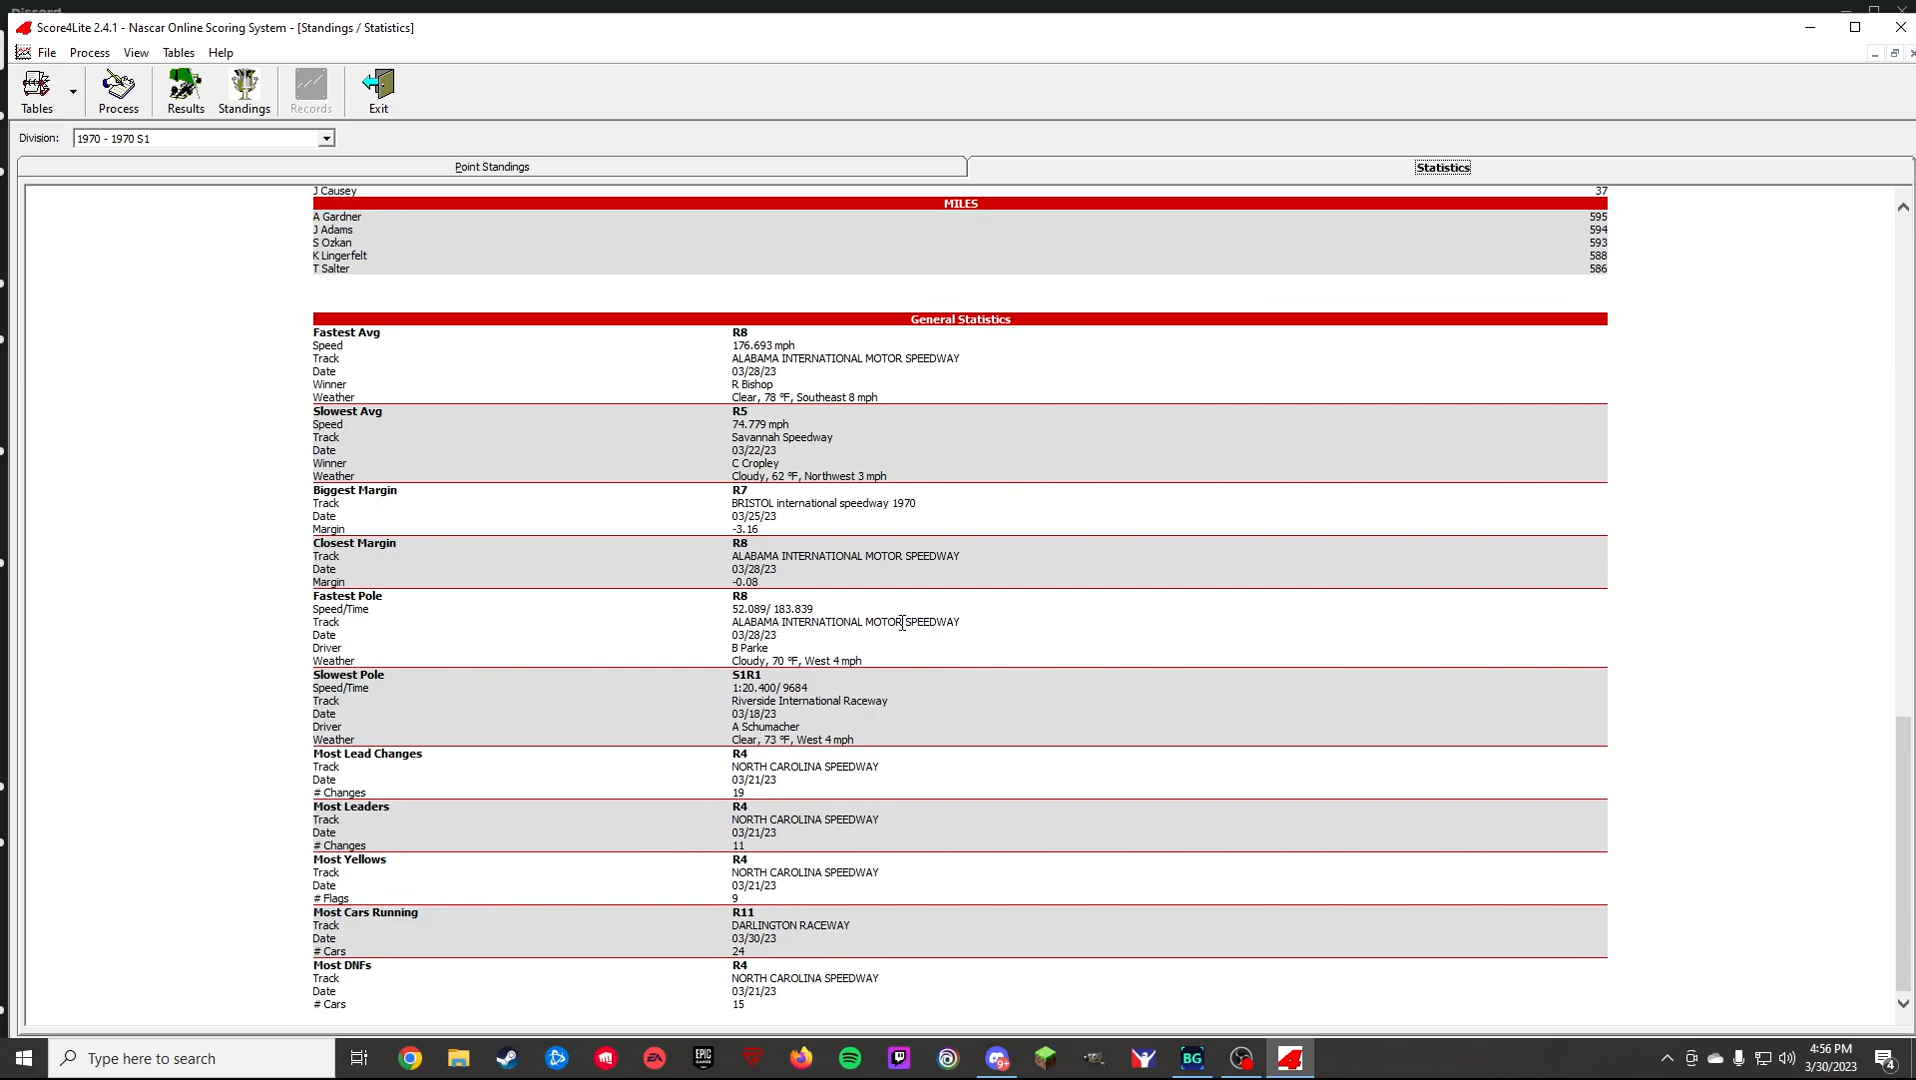 Score4Lite 2.4.1 - Nascar Online Scoring System - [Standings / Statistics]
File Process View Tables Help
Tables Process Results Standings Records Exit
Division: 1970 - 1970 S1
Point Standings Statistics
J Causey 37
MILES
A Gardner 595
J Adams 594
S Ozkan 593
K Lingerfelt 588
T Salter 586
General Statistics
Fastest Avg R8
Speed 176.693 mph
Track ALABAMA INTERNATIONAL MOTOR SPEEDWAY
Date 03/28/23
Winner R Bishop
Weather Clear, 78 °F, Southeast 8 mph
Slowest Avg R5
Speed 74.779 mph
Track Savannah Speedway
Date 03/22/23
Winner C Cropley
Weather Cloudy, 62 °F, Northwest 3 mph
Biggest Margin R7
Track BRISTOL international speedway 1970
Date 03/25/23
Margin -3.16
Closest Margin R8
Track ALABAMA INTERNATIONAL MOTOR SPEEDWAY
Date 03/28/23
Margin -0.08
Fastest Pole R8
Speed/Time 52.089/ 183.839
Track ALABAMA INTERNATIONAL MOTOR SPEEDWAY
Date 03/28/23
Driver B Parke
Weather Cloudy, 70 °F, West 4 mph
Slowest Pole S1R1
Speed/Time 1:20.400/ 9684
Track Riverside International Raceway
Date 03/18/23
Driver A Schumacher
Weather Clear, 73 °F, West 4 mph
Most Lead Changes R4
Track NORTH CAROLINA SPEEDWAY
Date 03/21/23
# Changes 19
Most Leaders R4
Track NORTH CAROLINA SPEEDWAY
Date 03/21/23
# Changes 11
Most Yellows R4
Track NORTH CAROLINA SPEEDWAY
Date 03/21/23
# Flags 9
Most Cars Running R11
Track DARLINGTON RACEWAY
Date 03/30/23
# Cars 24
Most DNFs R4
Track NORTH CAROLINA SPEEDWAY
Date 03/21/23
# Cars 15
Type here to search
EA
EPIC GAMES
9+
BG
4
4:56 PM
3/30/2023
4